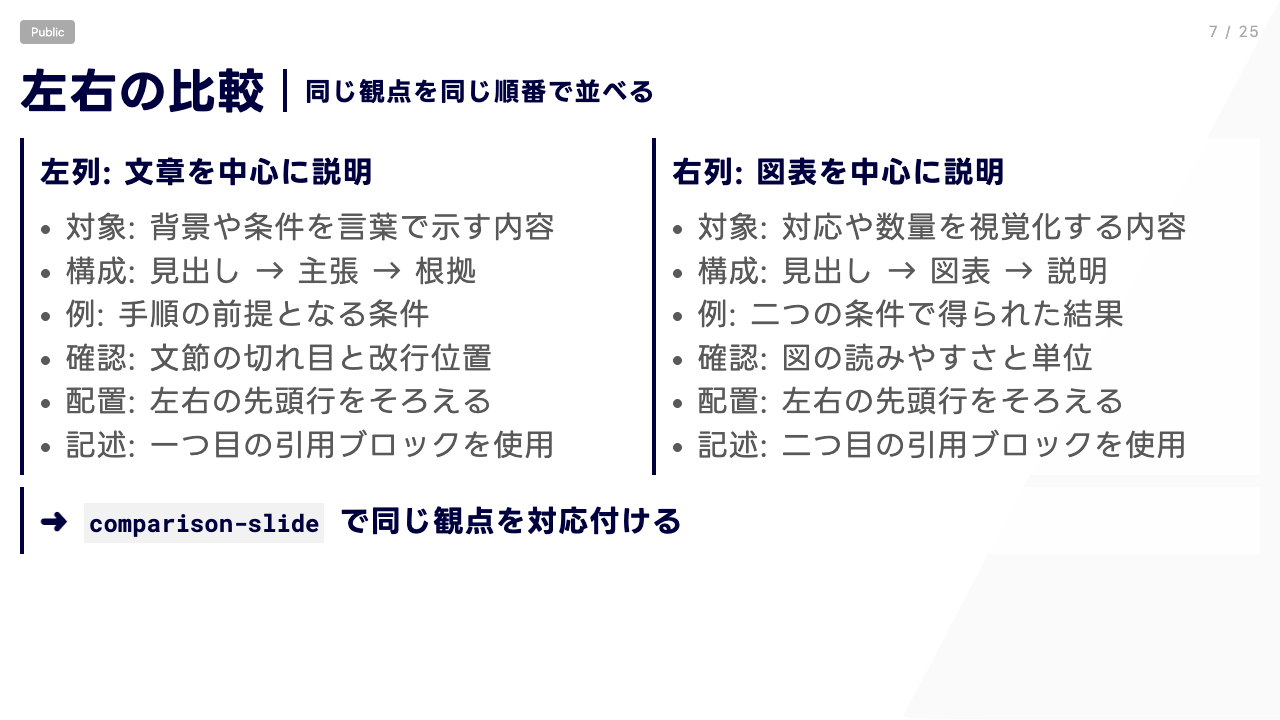 Public
7 / 25
左右の比較
同じ観点を同じ順番で並べる
左列: 文章を中心に説明
• 対象: 背景や条件を言葉で示す内容
• 構成: 見出し → 主張 → 根拠
• 例: 手順の前提となる条件
• 確認: 文節の切れ目と改行位置
• 配置: 左右の先頭行をそろえる
• 記述: 一つ目の引用ブロックを使用
右列: 図表を中心に説明
• 対象: 対応や数量を視覚化する内容
• 構成: 見出し → 図表 → 説明
• 例: 二つの条件で得られた結果
• 確認: 図の読みやすさと単位
• 配置: 左右の先頭行をそろえる
• 記述: 二つ目の引用ブロックを使用
➜ comparison-slide で同じ観点を対応付ける